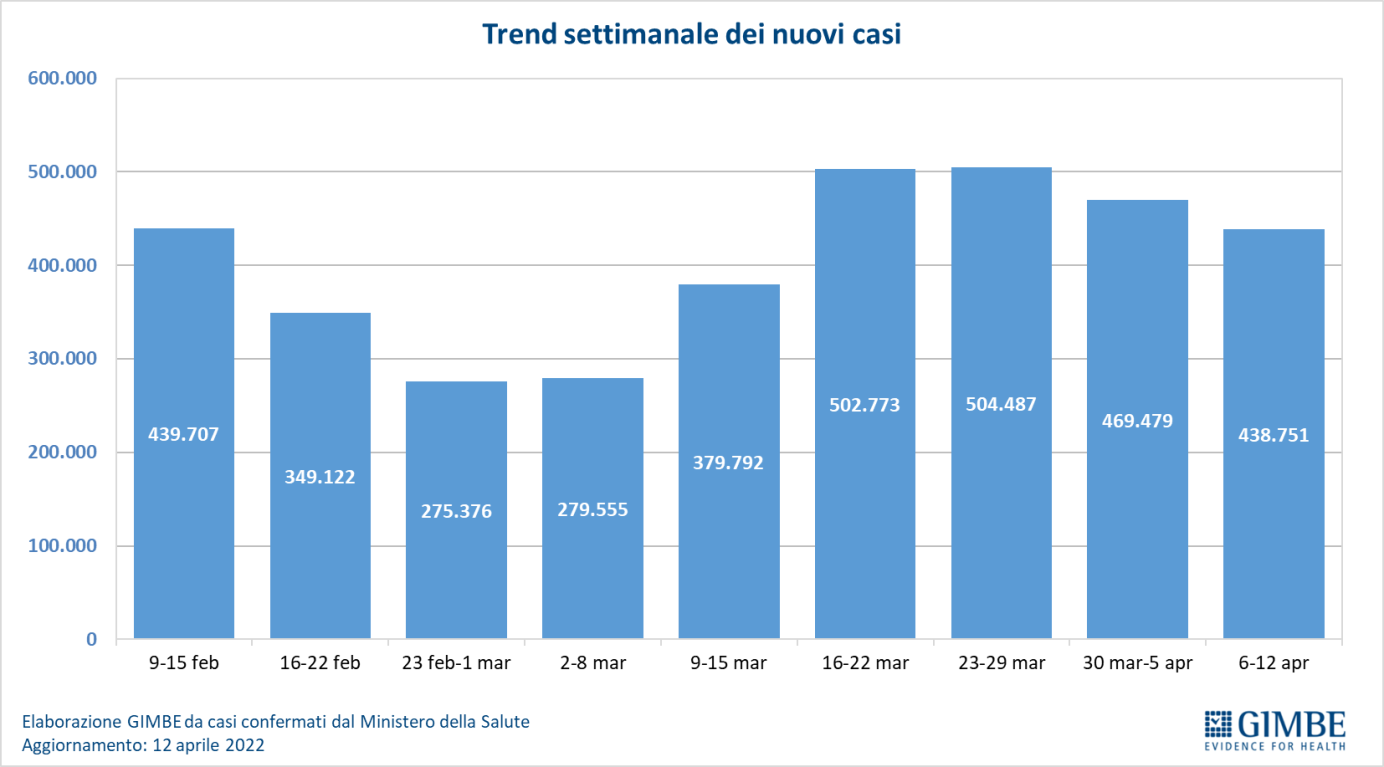 Trend settimanale dei nuovi casi
600.000
500.000
400.000
300.000
200.000
100.000
0
439.707
349.122
275.376
279.555
379.792
502.773
504.487
469.479
438.751
9-15 feb
16-22 feb
23 feb-1 mar
2-8 mar
9-15 mar
16-22 mar
23-29 mar
30 mar-5 apr
6-12 apr
Elaborazione GIMBE da casi confermati dal Ministero della Salute
Aggiornamento: 12 aprile 2022
GIMBE
EVIDENCE FOR HEALTH